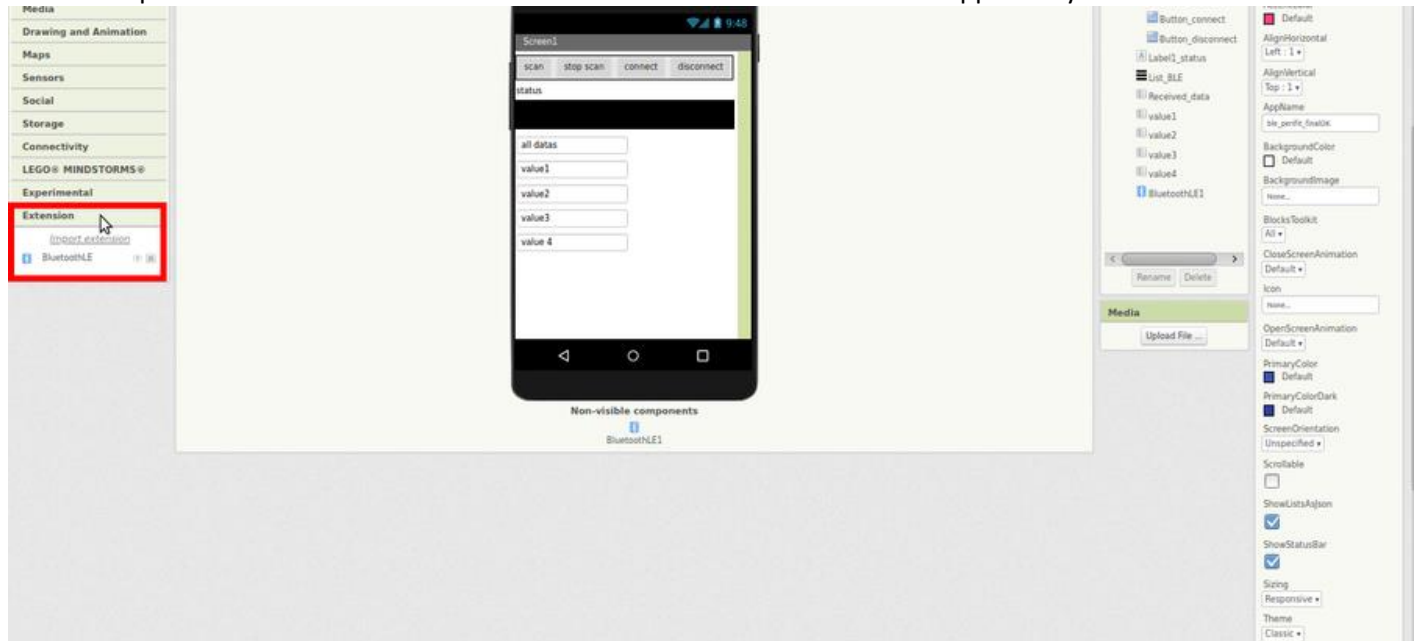 Media
Drawing and Animation
Maps
Sensors
Social
Storage
Connectivity
LEGO® MINDSTORMS®
Experimental
Extension
Import extension
BluetoothLE
9:48
Screen1
scan stop scan connect disconnect
status
all datas
value1
value2
value3
value 4
Non-visible components
BluetoothLE1
Button_connect
Button_disconnect
Label1_status
List_BLE
Received_data
value1
value2
value3
value4
BluetoothLE1
Rename Delete
Media
Upload File ...
Default
AlignHorizontal
Left : 1
AlignVertical
Top : 1
AppName
BackgroundColor
Default
BackgroundImage
None...
BlocksToolkit
All
CloseScreenAnimation
Default
Icon
None...
OpenScreenAnimation
Default
PrimaryColor
Default
PrimaryColorDark
Default
ScreenOrientation
Unspecified
Scrollable
ShowListsAsJson
ShowStatusBar
Sizing
Responsive
Theme
Classic